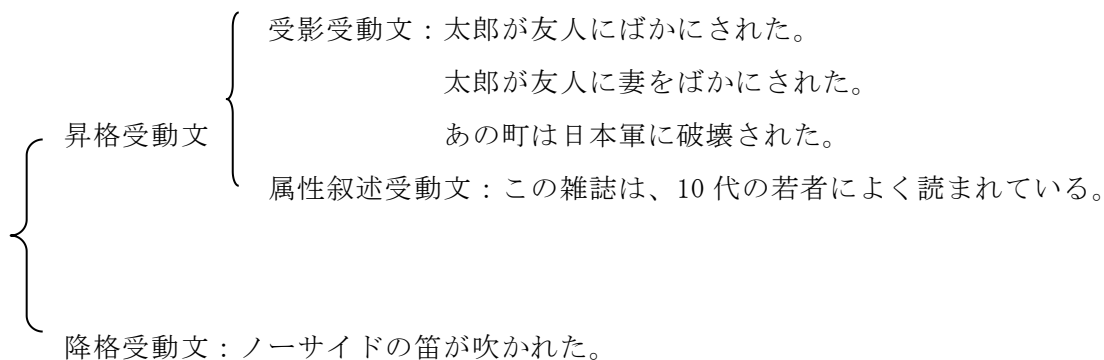 受影受動文：太郎が友人にばかにされた。
太郎が友人に妻をばかにされた。
昇格受動文
あの町は日本軍に破壊された。
属性叙述受動文：この雑誌は、10 代の若者によく読まれている。
降格受動文：ノーサイドの笛が吹かれた。